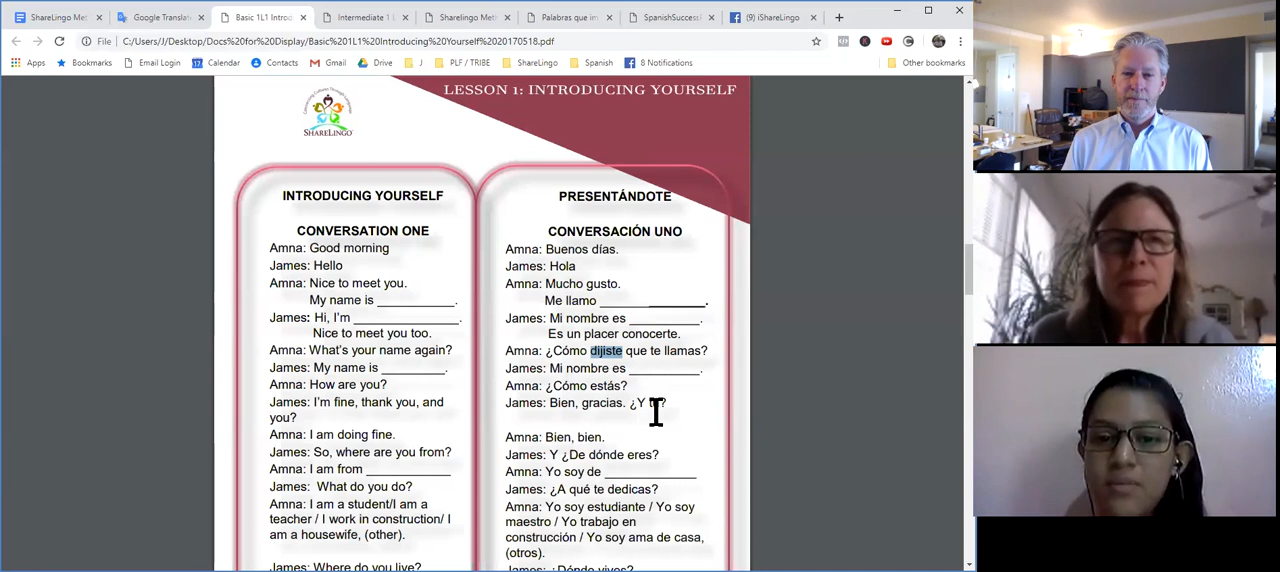 ShareLingo Met
Google Translat
Basic 1L1 Introd
Intermediate 1 L
Sharelingo Met
Palabras que im
SpanishSuccess
(9) iShareLingo
File C:/Users/J/Desktop/Docs%20for%20Display/Basic%201L1%20Introducing%20Yourself%2020170518.pdf
Apps
Bookmarks
Email Login
Calendar
Contacts
Gmail
Drive
J
PLF / TRIBE
ShareLingo
Spanish
8 Notifications
Other bookmarks
LESSON 1: INTRODUCING YOURSELF
SHARELINGO
INTRODUCING YOURSELF
CONVERSATION ONE
Amna: Good morning
James: Hello
Amna: Nice to meet you.
My name is ____________.
James: Hi, I'm ________________.
Nice to meet you too.
Amna: What's your name again?
James: My name is __________.
Amna: How are you?
James: I'm fine, thank you, and
you?
Amna: I am doing fine.
James: So, where are you from?
Amna: I am from _____________
James: What do you do?
Amna: I am a student/I am a
teacher / I work in construction/ I
am a housewife, (other).
James: Where do you live?
PRESENTÁNDOTE
CONVERSACIÓN UNO
Amna: Buenos días.
James: Hola
Amna: Mucho gusto.
Me llamo _________________.
James: Mi nombre es ___________.
Es un placer conocerte.
Amna: ¿Cómo dijiste que te llamas?
James: Mi nombre es ___________.
Amna: ¿Cómo estás?
James: Bien, gracias. ¿Y tú?
Amna: Bien, bien.
James: Y ¿De dónde eres?
Amna: Yo soy de ______________
James: ¿A qué te dedicas?
Amna: Yo soy estudiante / Yo soy
maestro / Yo trabajo en
construcción / Yo soy ama de casa,
(otros).
James: ¿Dónde vives?